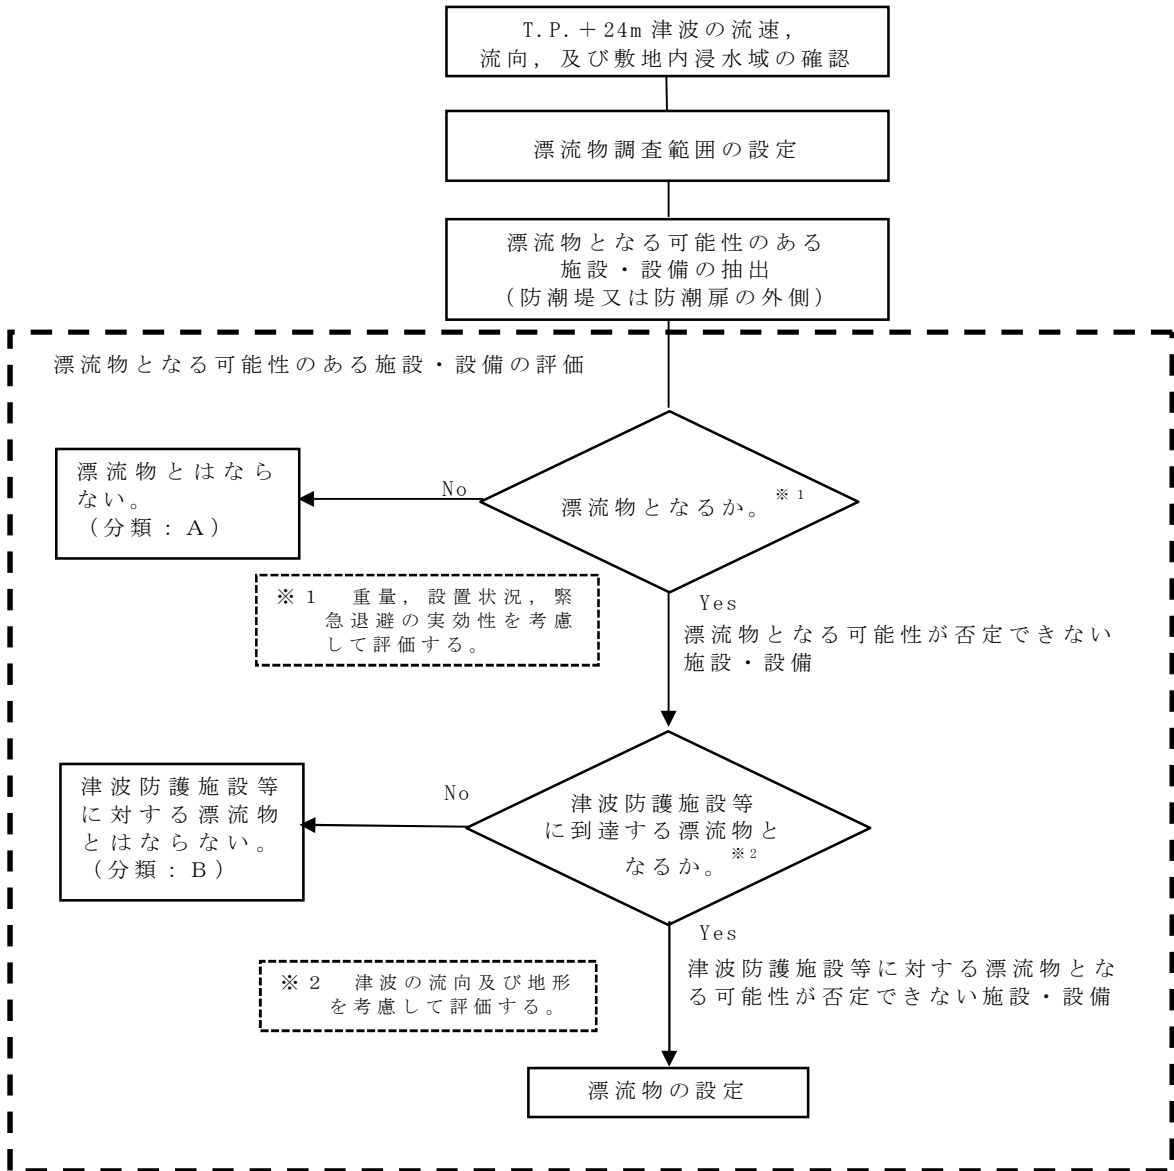 T.P.＋24m 津波の流速，
流向，及び敷地内浸水域の確認
漂流物調査範囲の設定
漂流物となる可能性のある
施設・設備の抽出
（防潮堤又は防潮扉の外側）
漂流物となる可能性のある施設・設備の評価
漂流物となるか。※１
No
漂流物とはなら
ない。
（分類：Ａ）
※１　重量，設置状況，緊
急退避の実効性を考慮
して評価する。
Yes
漂流物となる可能性が否定できない
施設・設備
津波防護施設等
に到達する漂流物と
なるか。※２
No
津波防護施設等
に対する漂流物
とはならない。
（分類：Ｂ）
※２　津波の流向及び地形
を考慮して評価する。
Yes
津波防護施設等に対する漂流物とな
る可能性が否定できない施設・設備
漂流物の設定